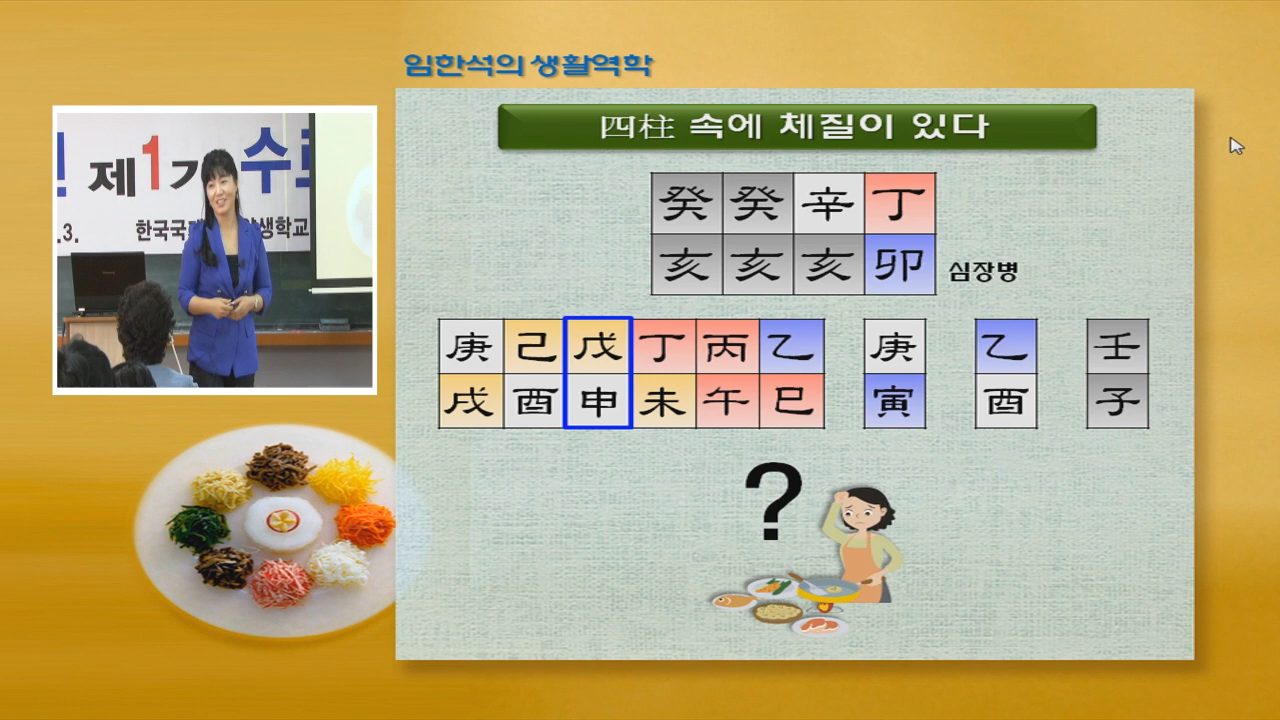 임한석의 생활역학
四柱 속에 체질이 있다
제1기 수
.3.
한국국 생학교
癸 癸 辛 丁
亥 亥 亥 卯 심장병
庚 己 戊 丁 丙 乙 庚 乙 壬
戌 酉 申 未 午 巳 寅 酉 子
?